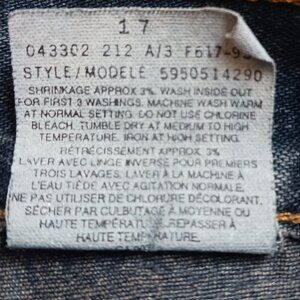 17
043302 212 A/3 F617-93
STYLE/MODELE 5950514290
SHRINKAGE APPROX 3%. WASH INSIDE OUT
FOR FIRST 3 WASHINGS. MACHINE WASH WARM
AT NORMAL SETTING. DO NOT USE CHLORINE
BLEACH. TUMBLE DRY AT MEDIUM TO HIGH
TEMPERATURE. IRON AT HIGH SETTING.
RÉTRÉCISSEMENT APPROX. 3%
LAVER AVEC LINGE INVERSÉ POUR PREMIERS
TROIS LAVAGES. LAVER À LA MACHINE À
L'EAU TIÈDE AVEC AGITATION NORMALE.
NE PAS UTILISER DE CHLORURE DÉCOLORANT.
SÉCHER PAR CULBUTAGE À MOYENNE OU
HAUTE TEMPÉRATURE. REPASSER À
HAUTE TEMPÉRATURE.